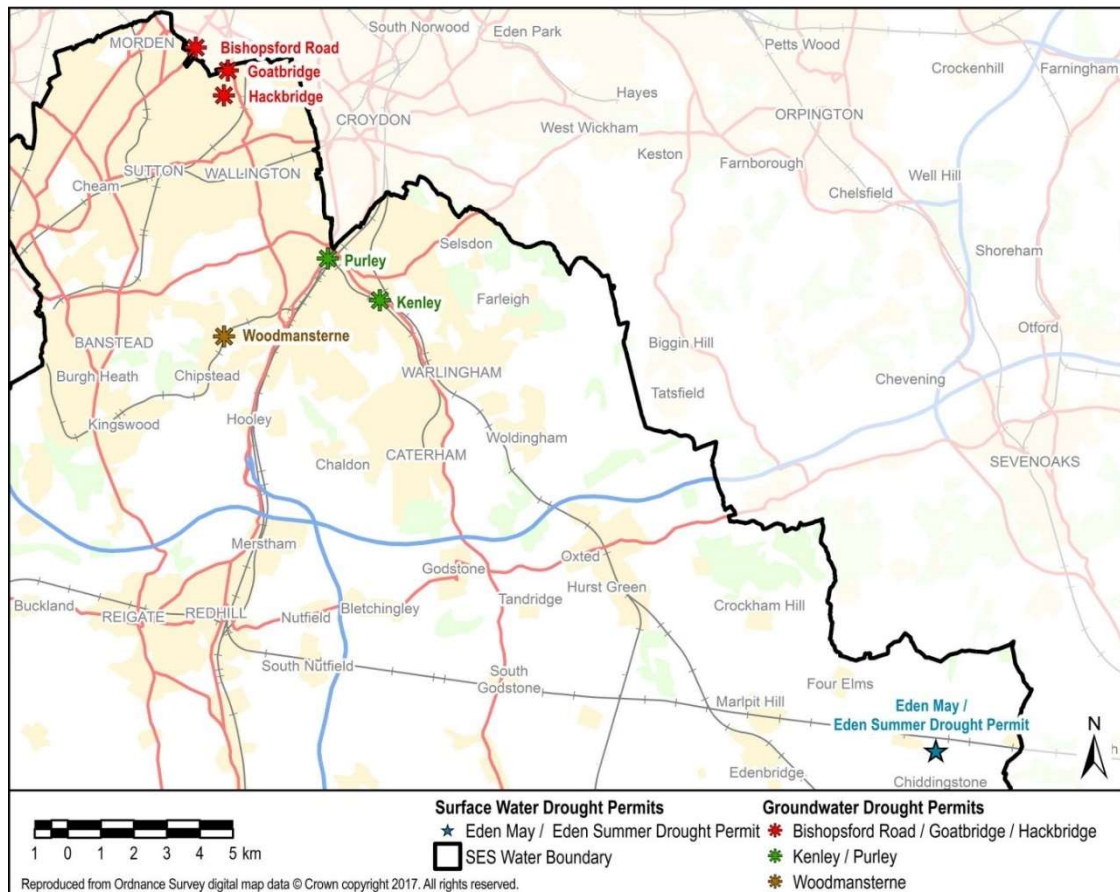 South Norwood
Eden Park
Petts Wood
MORDEN
Bishopsford Road
Crockenhill
Farningham
Goatbridge
Hackbridge
Hayes
CROYDON
West Wickham
ORPINGTON
Keston
Farnborough
SUTTON
WALLINGTON
Cheam
Well Hill
Chelsfield
Selsdon
Shoreham
Purley
Kenley
Farleigh
Woodmansterne
Otford
BANSTEAD
Biggin Hill
Burgh Heath
Chipstead
WARLINGHAM
Chevening
Tatsfield
Kingswood
Hooley
Woldingham
Chaldon
CATERHAM
SEVENOAKS
Merstham
Oxted
Godstone
Hurst Green
Buckland
REIGATE
REDHILL
Nutfield
Bletchingley
Tandridge
Crockham Hill
South Nutfield
South
Godstone
Four Elms
Marlpit Hill
Eden May /
Eden Summer Drought Permit
N
h
Edenbridge
Chiddingstone
Surface Water Drought Permits
Eden May / Eden Summer Drought Permit
SES Water Boundary
Groundwater Drought Permits
Bishopsford Road / Goatbridge / Hackbridge
Kenley / Purley
Woodmansterne
1 0 1 2 3 4 5 km
Reproduced from Ordnance Survey digital map data © Crown copyright 2017. All rights reserved.